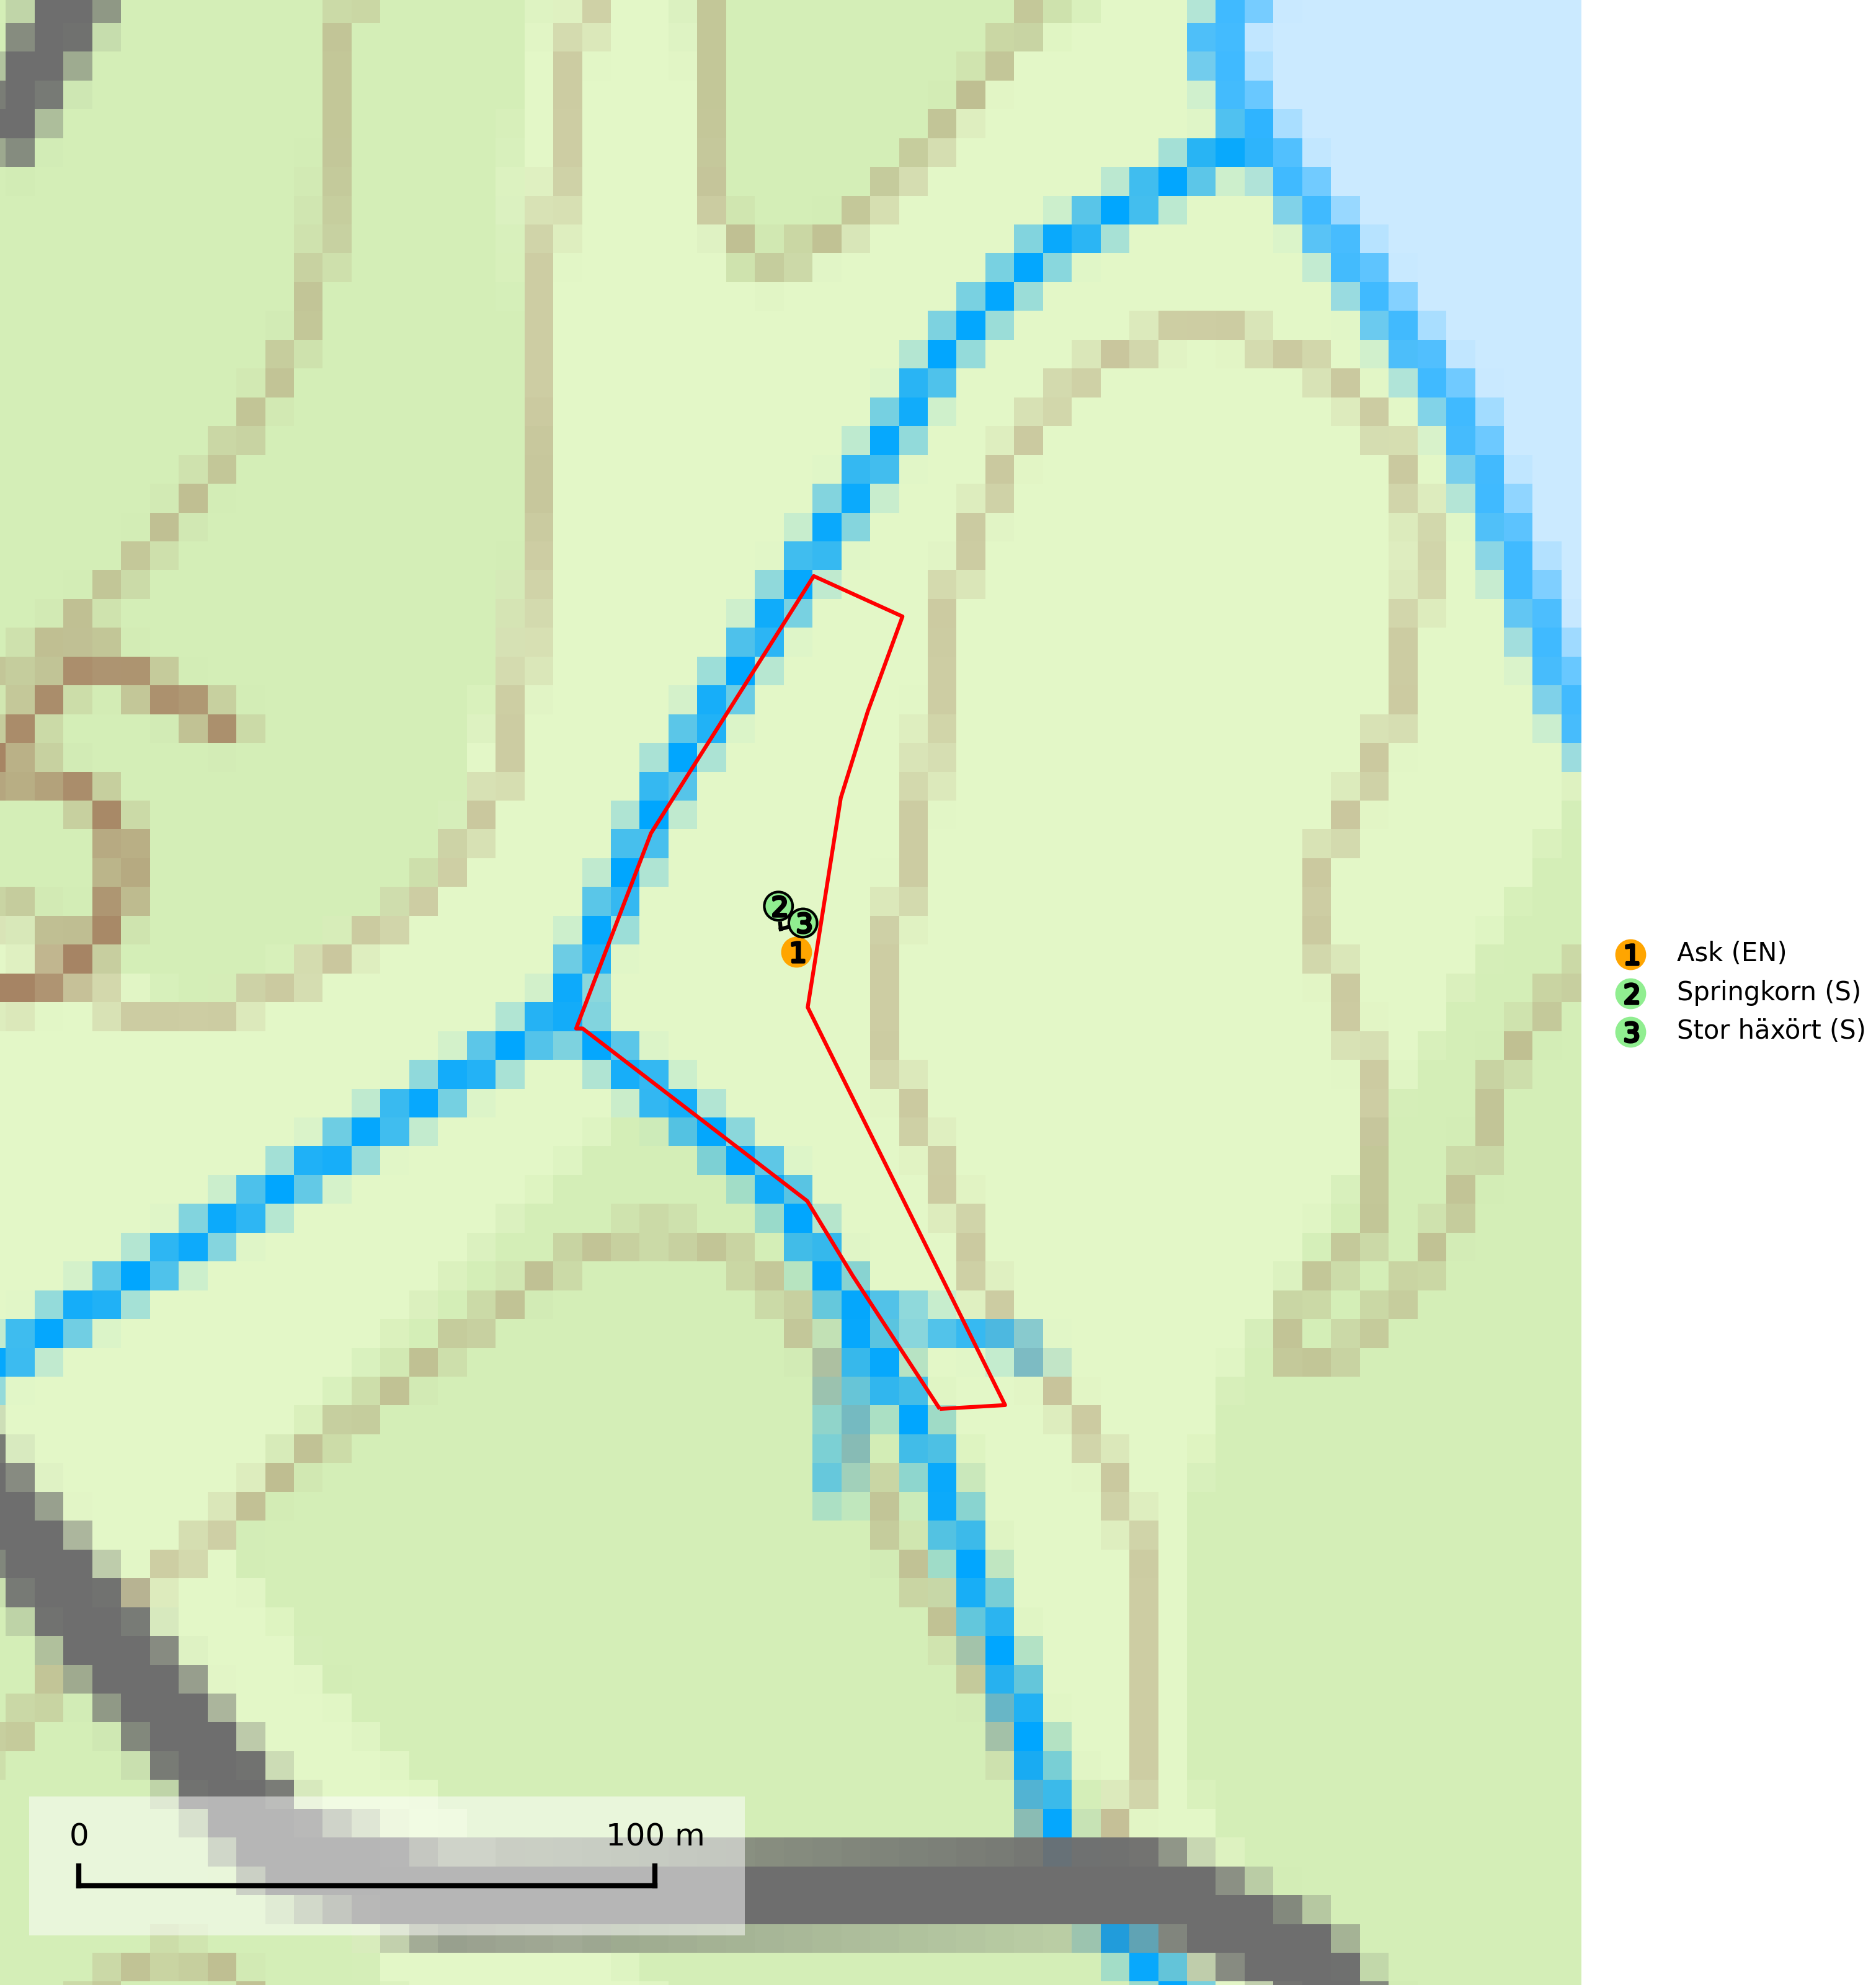 2
3
1
1 Ask (EN)
2 Springkorn (S)
3 Stor häxört (S)
0 100 m